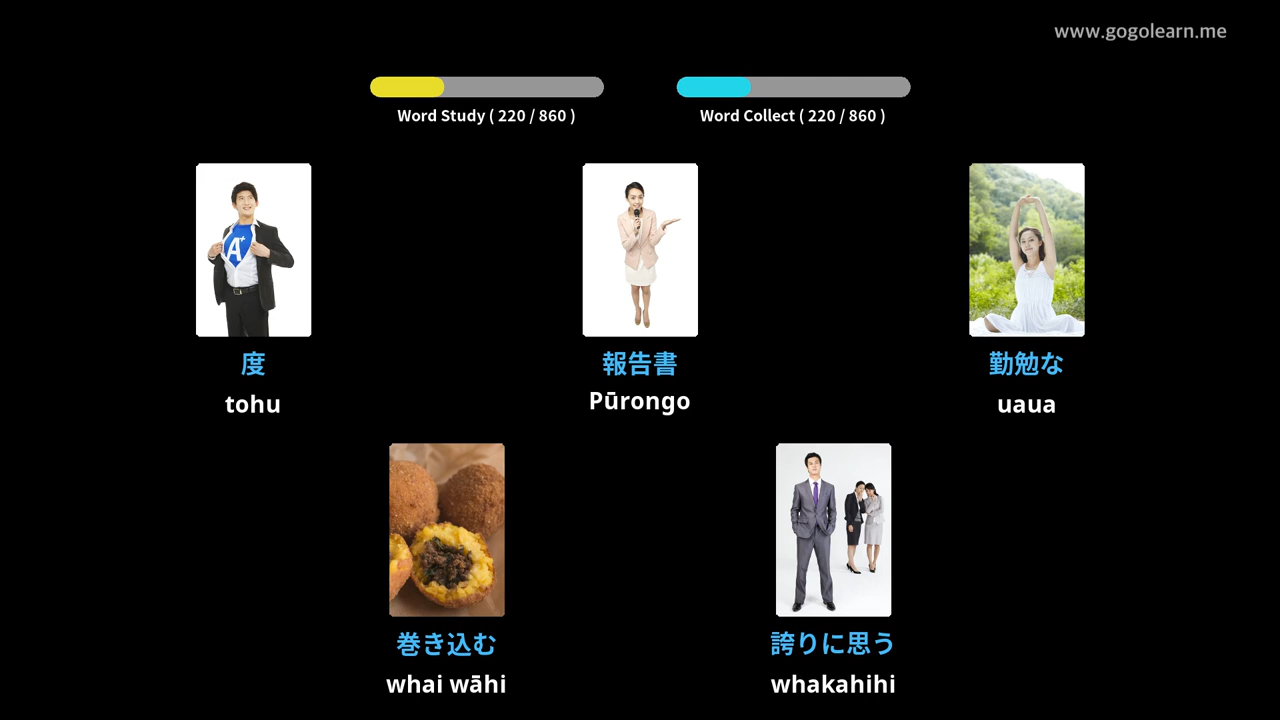 www.gogolearn.me
Word Study ( 220 / 860 )
Word Collect ( 220 / 860 )
A+
度
tohu
報告書
Pūrongo
勤勉な
uaua
巻き込む
whai wāhi
誇りに思う
whakahihi